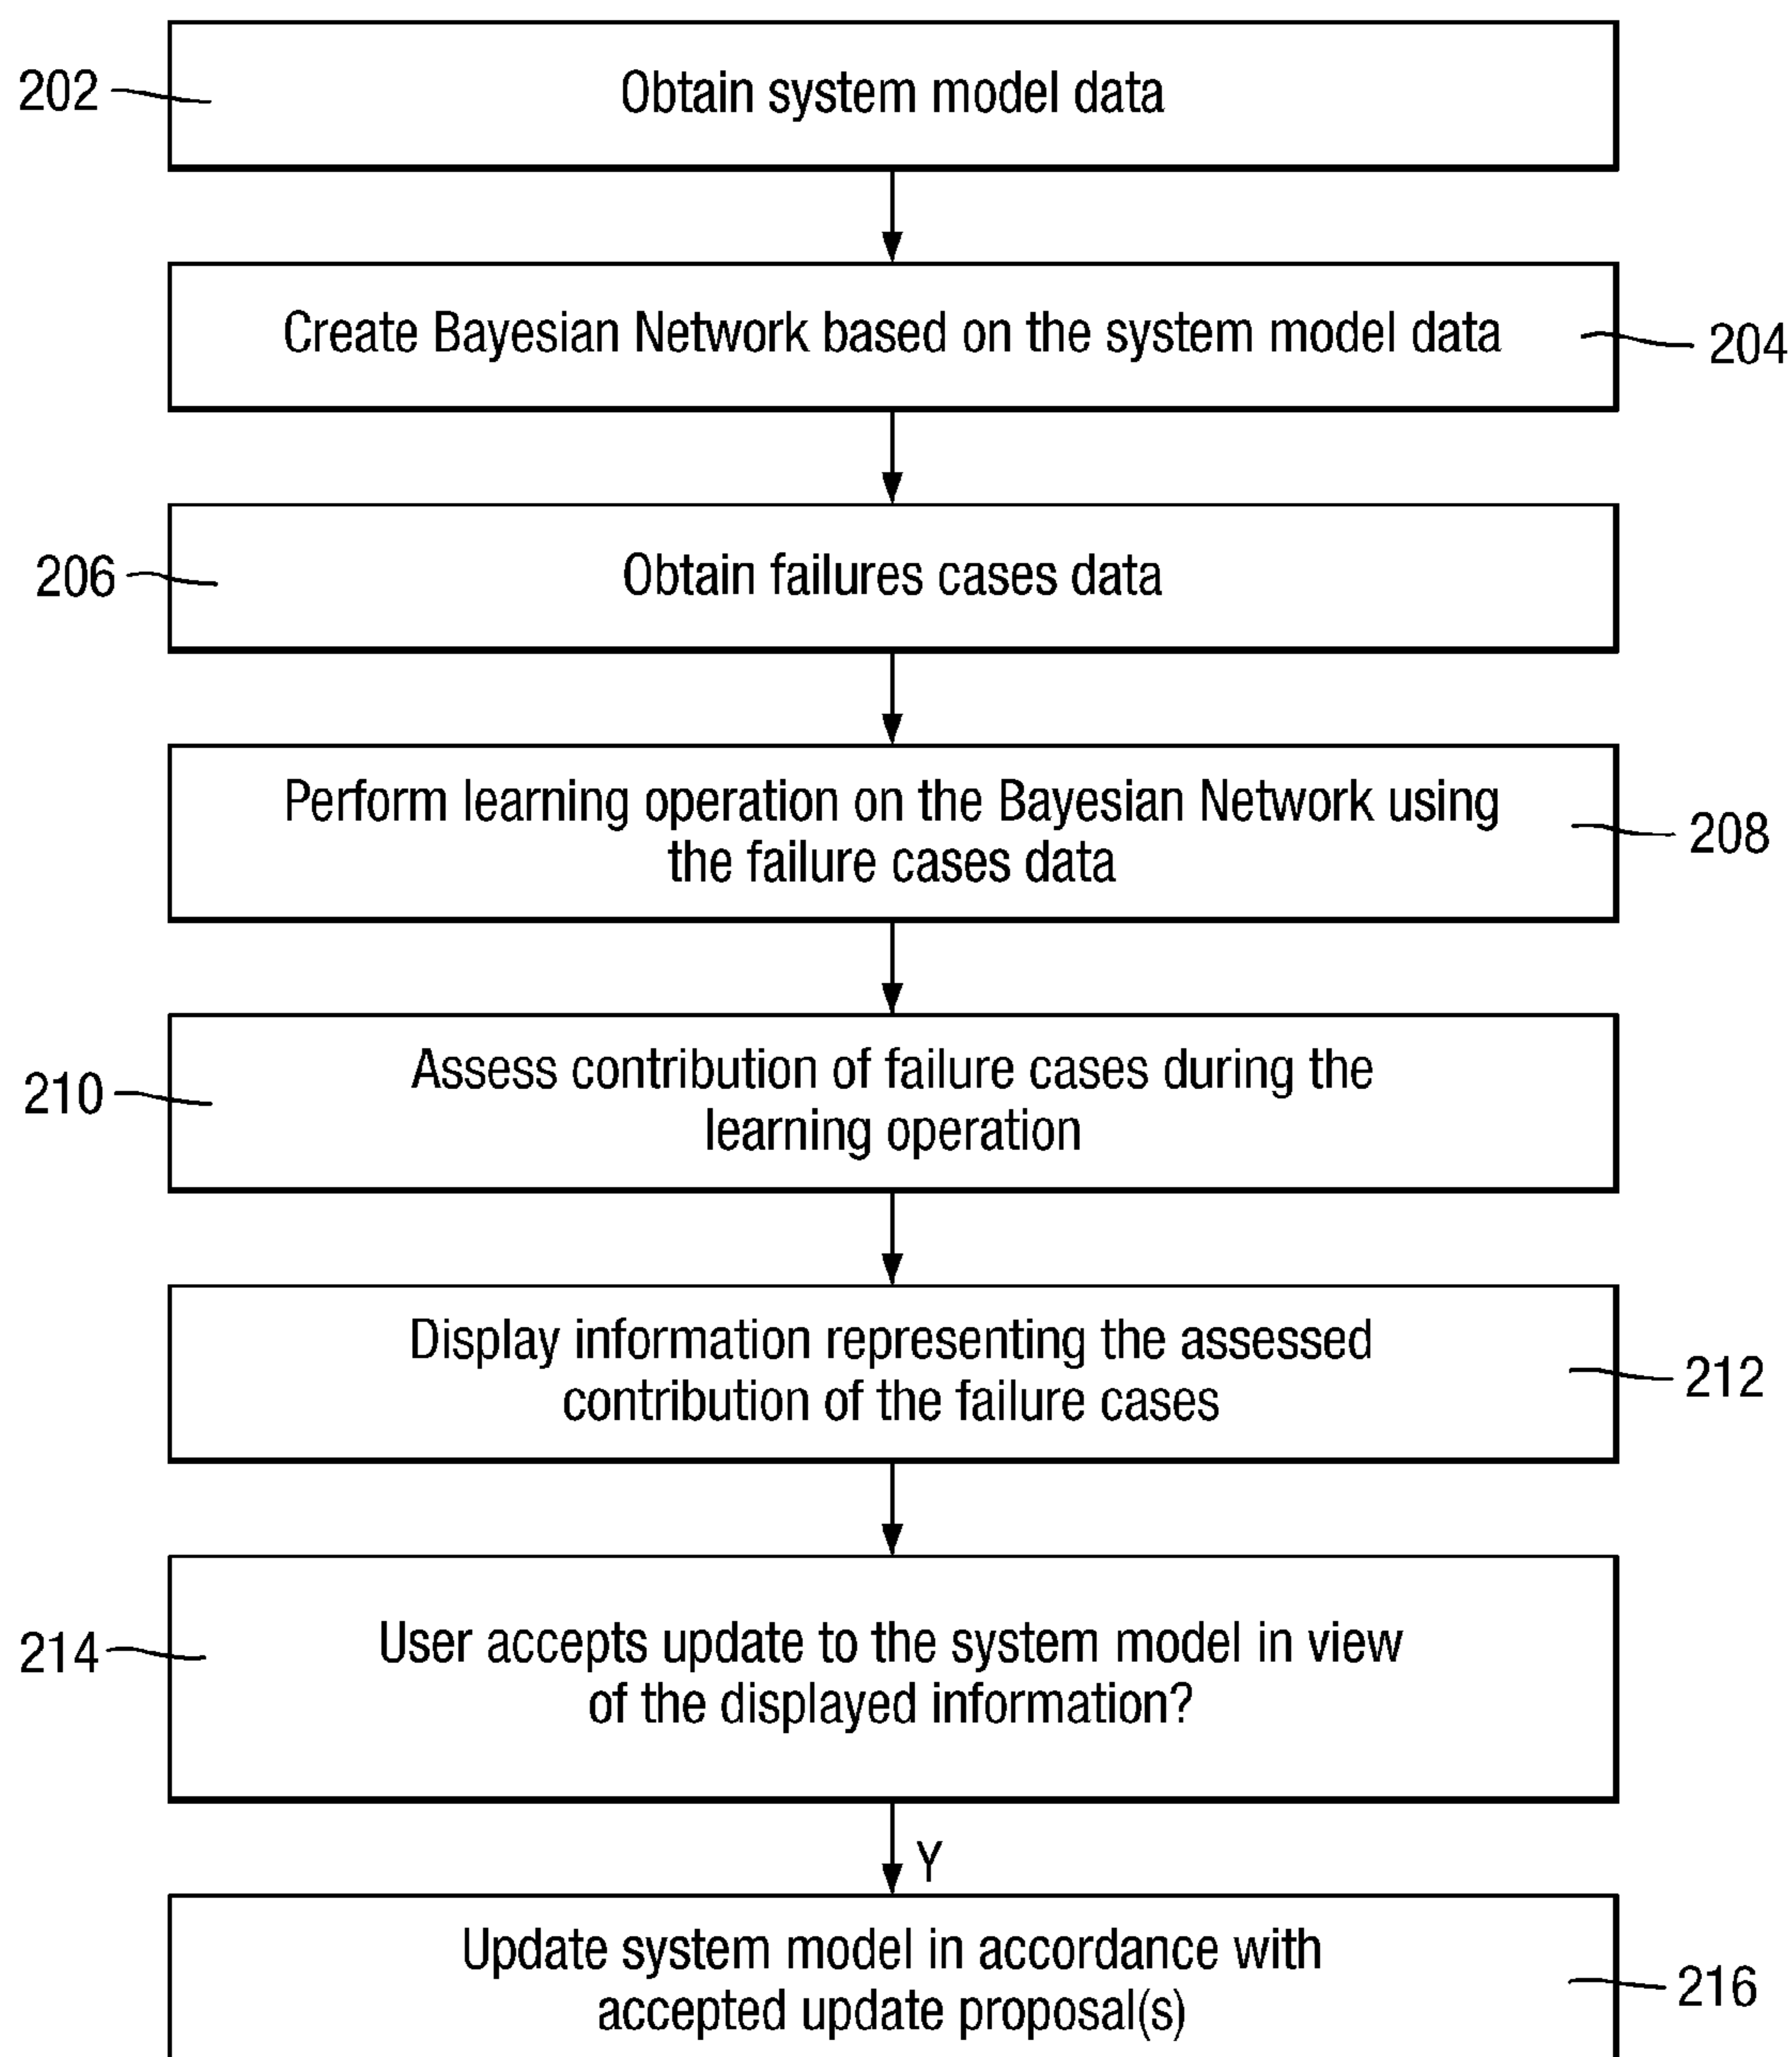 202
Obtain system model data
Create Bayesian Network based on the system model data
204
206
Obtain failures cases data
Perform learning operation on the Bayesian Network using
the failure cases data
208
210
Assess contribution of failure cases during the
learning operation
Display information representing the assessed
contribution of the failure cases
212
214
User accepts update to the system model in view
of the displayed information?
Y
Update system model in accordance with
accepted update proposal(s)
216